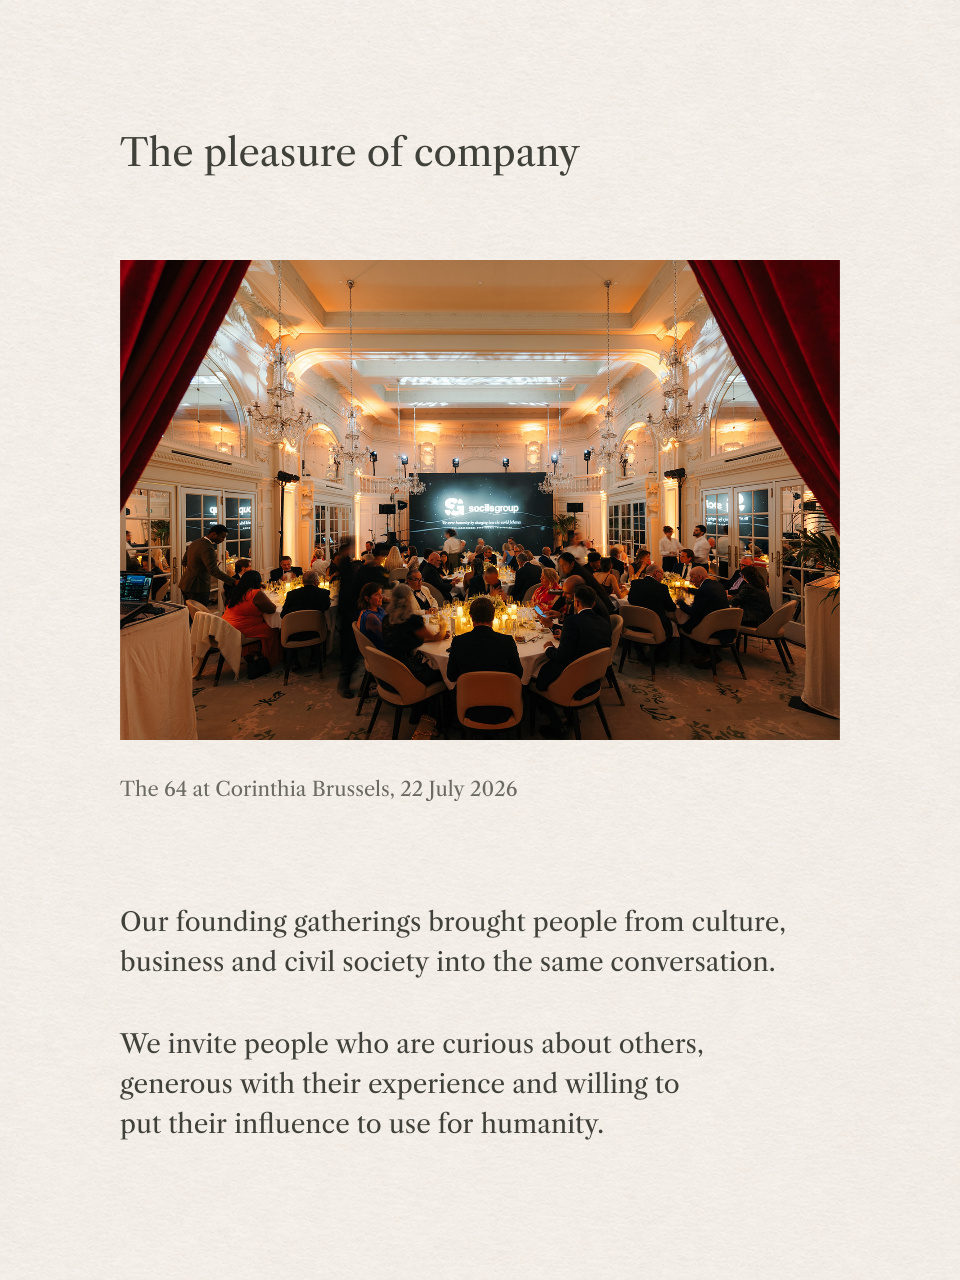 The pleasure of company
socilisgroup
The 64 at Corinthia Brussels, 22 July 2026
Our founding gatherings brought people from culture,
business and civil society into the same conversation.
We invite people who are curious about others,
generous with their experience and willing to
put their influence to use for humanity.